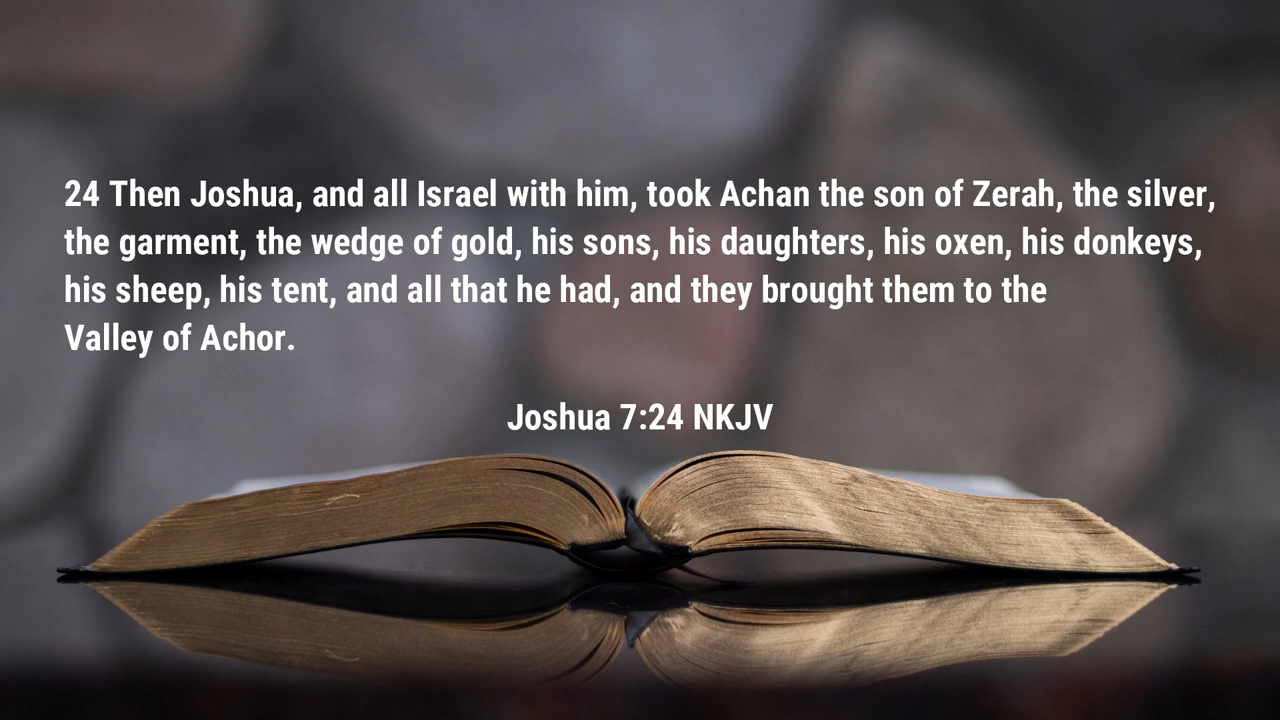 24 Then Joshua, and all Israel with him, took Achan the son of Zerah, the silver,
the garment, the wedge of gold, his sons, his daughters, his oxen, his donkeys,
his sheep, his tent, and all that he had, and they brought them to the
Valley of Achor.
Joshua 7:24 NKJV